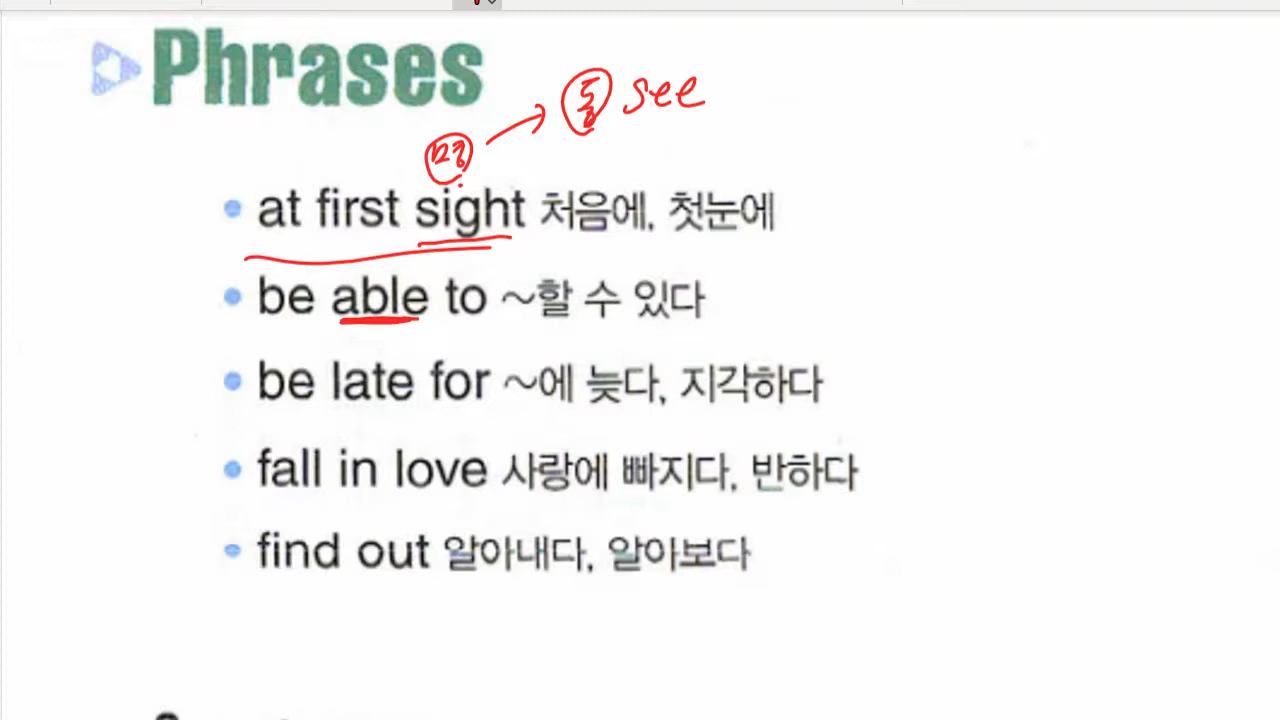 Phrases
동 see
명
• at first sight 처음에, 첫눈에
• be able to ~할 수 있다
• be late for ~에 늦다, 지각하다
• fall in love 사랑에 빠지다, 반하다
• find out 알아내다, 알아보다